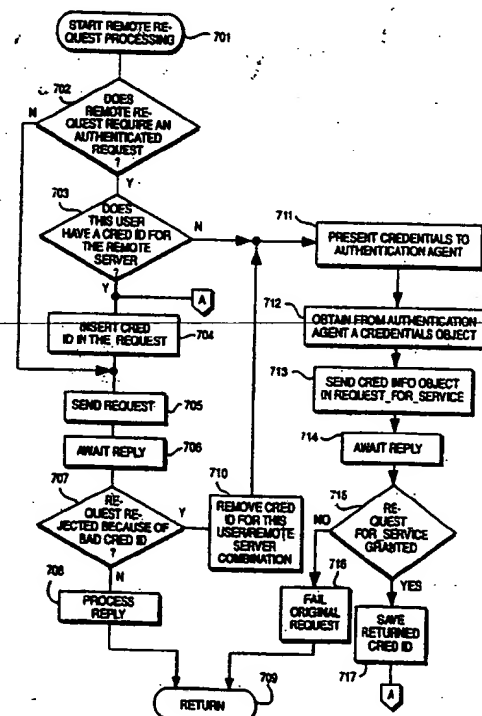 START REMOTE RE-
QUEST PROCESSING
701
702
DOES
REMOTE RE-
QUEST REQUIRE AN
AUTHENTICATED
REQUEST
?
N
Y
703
DOES
THIS USER
HAVE A CRED ID FOR
THE REMOTE
SERVER
?
N
Y
A
INSERT CRED
ID IN THE REQUEST
704
SEND REQUEST
705
AWAIT REPLY
706
707
RE-
QUEST RE-
JECTED BECAUSE OF
BAD CRED ID
?
Y
N
710
REMOVE CRED
ID FOR THIS
USER/REMOTE
SERVER
COMBINATION
708
PROCESS
REPLY
RETURN
709
711
PRESENT CREDENTIALS TO
AUTHENTICATION AGENT
712
OBTAIN FROM AUTHENTICATION
AGENT A CREDENTIALS OBJECT
713
SEND CRED INFO OBJECT
IN REQUEST_FOR_SERVICE
714
AWAIT REPLY
715
RE-
QUEST
FOR_SERVICE
GRANTED
NO
YES
716
FAIL
ORIGINAL
REQUEST
SAVE
RETURNED
CRED ID
717
A